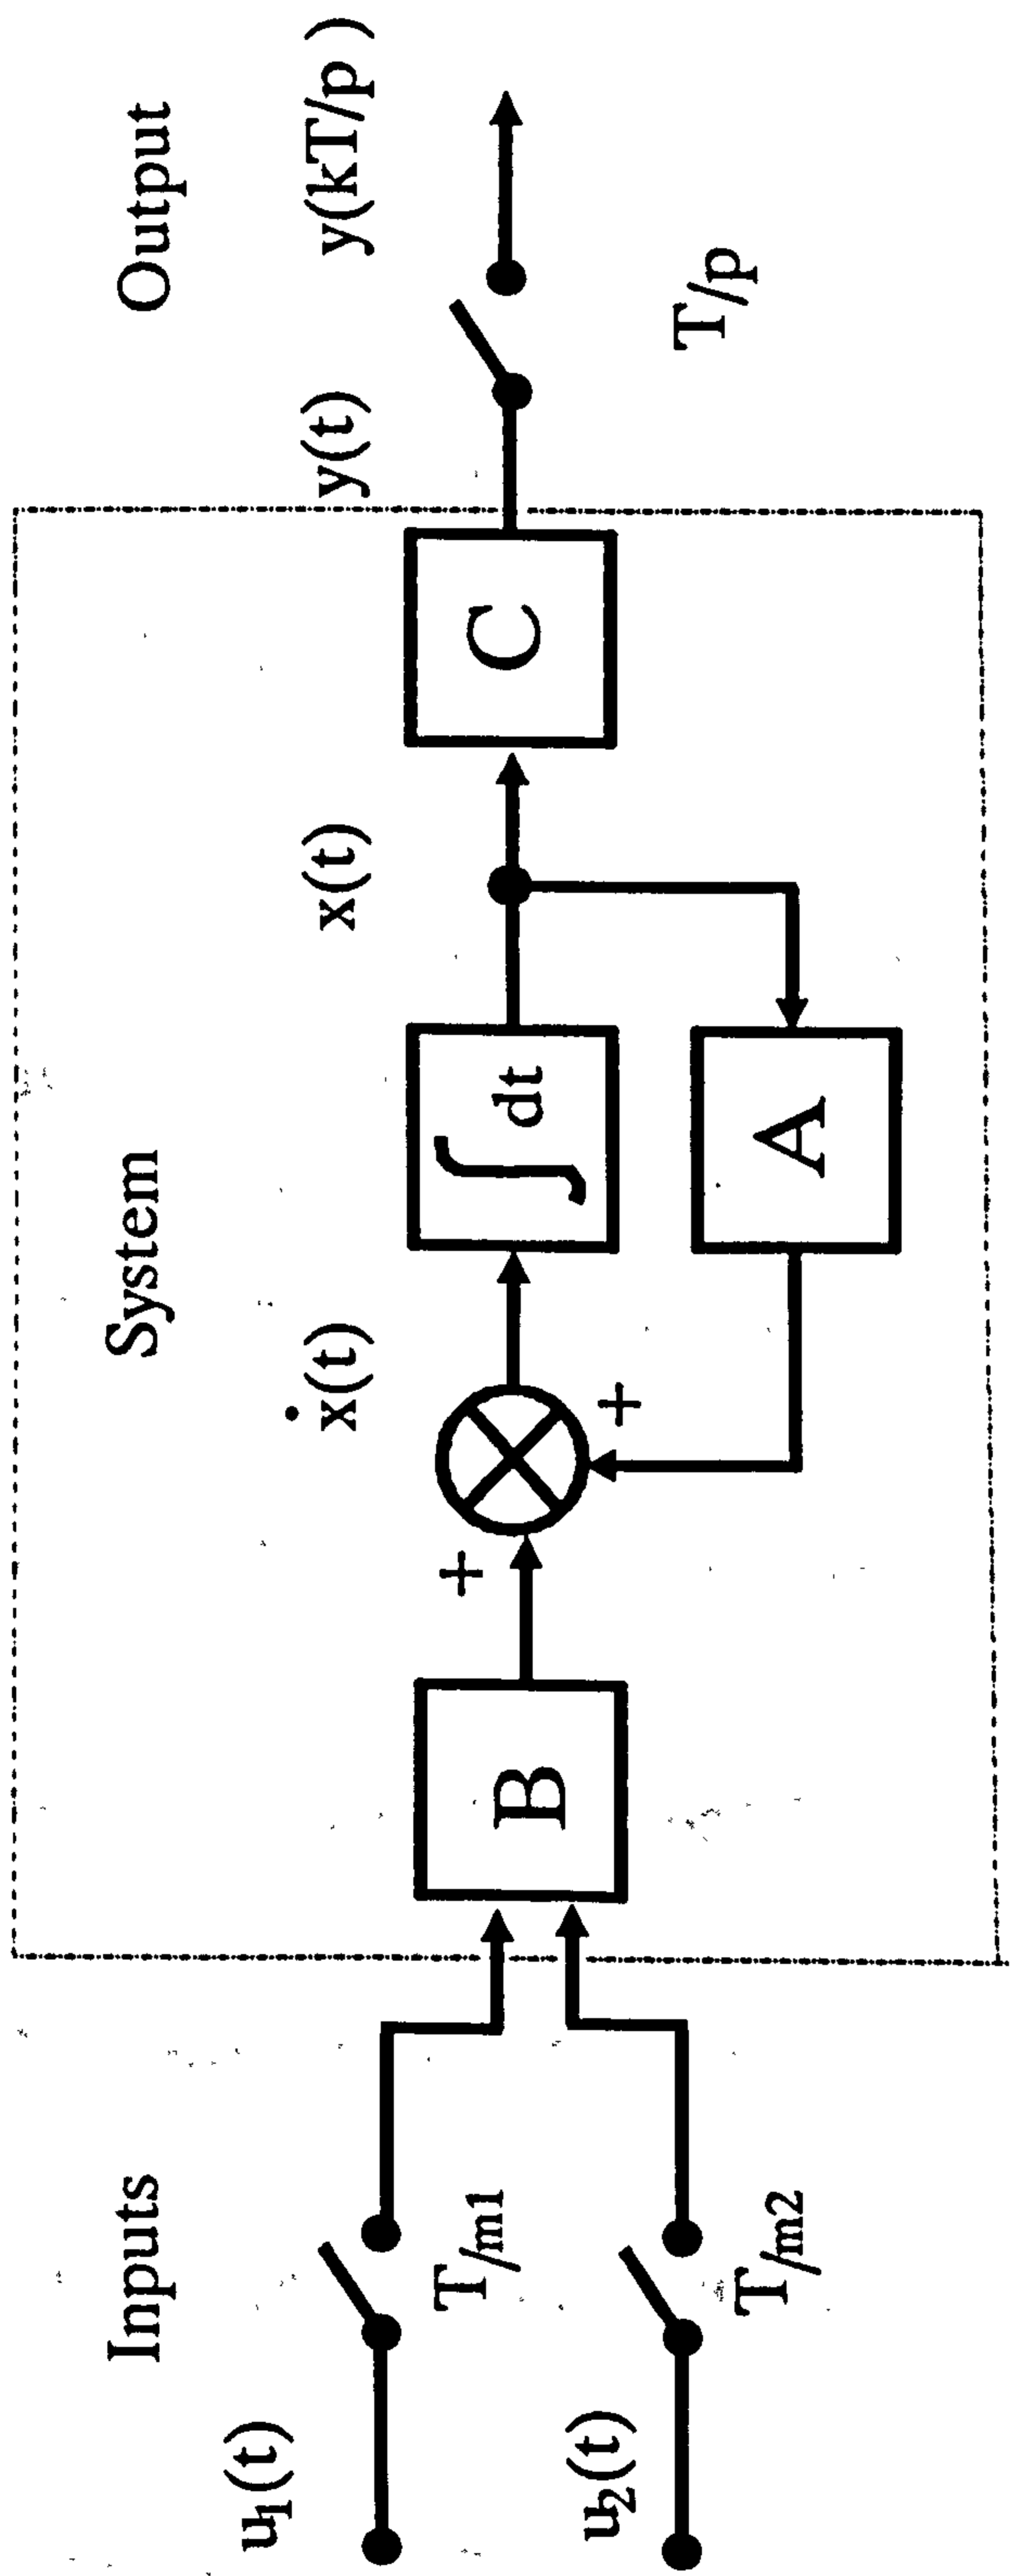 Inputs
System
Output
u1(t)
T/m1
u2(t)
T/m2
B
+
+
ẋ(t)
∫ dt
A
x(t)
C
y(t)
T/p
y(kT/p )